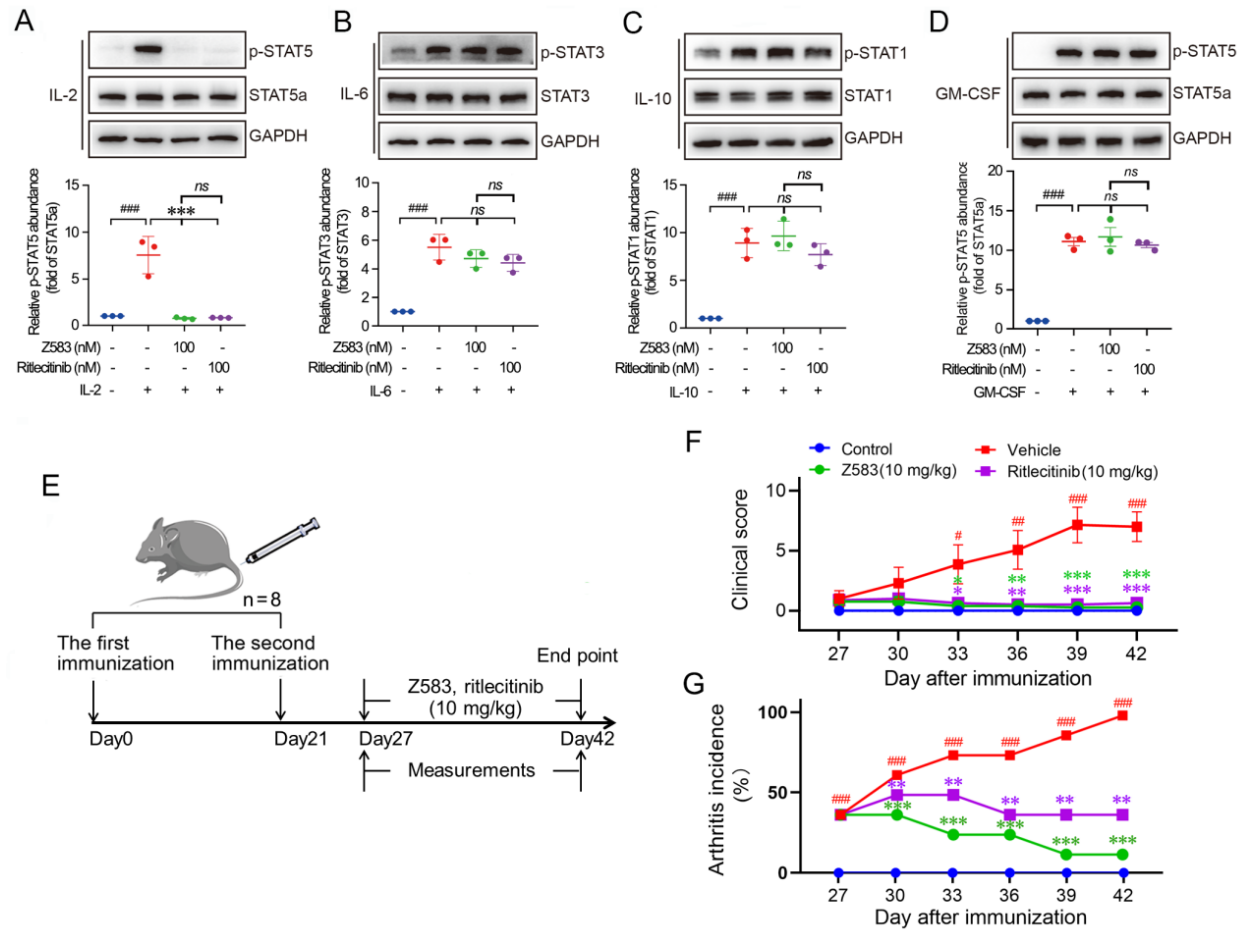 A
p-STAT5
IL-2
STAT5a
GAPDH
Relative p-STAT5 abundance
(fold of STAT5a)
15
10
5
0
###
***
ns
Z583 (nM) - - 100 -
Ritlecitinib (nM) - - - 100
IL-2 - + + +
B
p-STAT3
IL-6
STAT3
GAPDH
Relative p-STAT3 abundance
(fold of STAT3)
10
8
6
4
2
0
###
ns
ns
Z583 (nM) - - 100 -
Ritlecitinib (nM) - - - 100
IL-6 - + + +
C
p-STAT1
IL-10
STAT1
GAPDH
Relative p-STAT1 abundance
(fold of STAT1)
15
10
5
0
###
ns
ns
Z583 (nM) - - 100 -
Ritlecitinib (nM) - - - 100
IL-10 - + + +
D
p-STAT5
GM-CSF
STAT5a
GAPDH
Relative p-STAT5 abundance
(fold of STAT5a)
20
15
10
5
0
###
ns
ns
Z583 (nM) - - 100 -
Ritlecitinib (nM) - - - 100
GM-CSF - + + +
E
n=8
The first
immunization
The second
immunization
End point
Z583, ritlecitinib
(10 mg/kg)
Day0
Day21
Day27
Day42
Measurements
F
Control
Vehicle
Z583(10 mg/kg)
Ritlecitinib(10 mg/kg)
Clinical score
10
5
0
# ## ### ###
* ** *** ***
* ** *** ***
27 30 33 36 39 42
Day after immunization
G
Arthritis incidence
(%)
100
50
0
### ### ### ### ### ###
** ** ** ** **
*** *** *** *** ***
27 30 33 36 39 42
Day after immunization